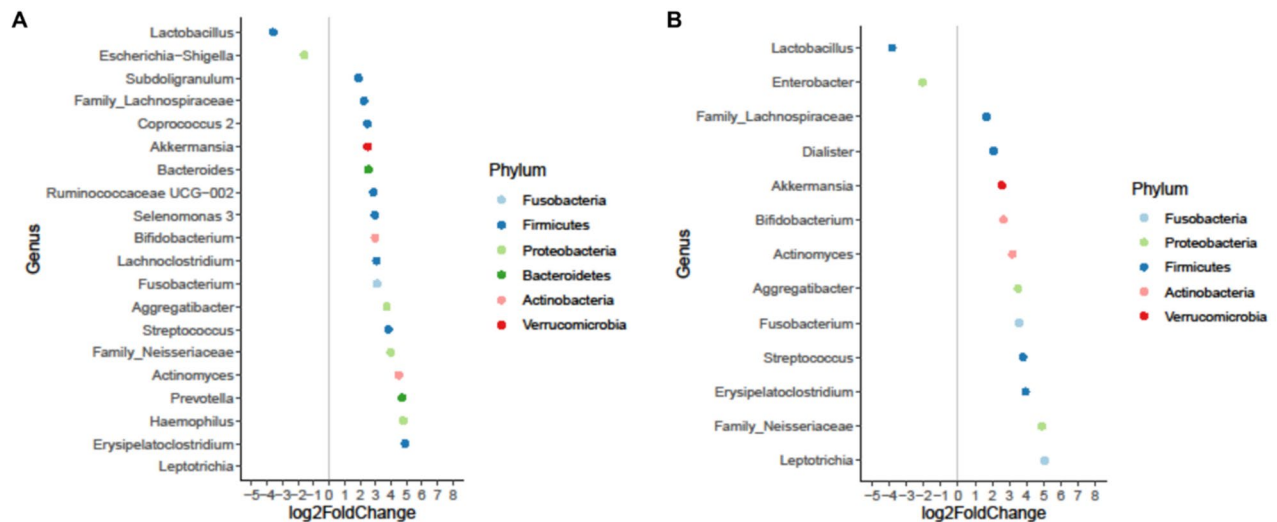 A
Genus
Lactobacillus
Escherichia-Shigella
Subdoligranulum
Family_Lachnospiraceae
Coprococcus 2
Akkermansia
Bacteroides
Ruminococcaceae UCG-002
Selenomonas 3
Bifidobacterium
Lachnoclostridium
Fusobacterium
Aggregatibacter
Streptococcus
Family_Neisseriaceae
Actinomyces
Prevotella
Haemophilus
Erysipelatoclostridium
Leptotrichia
-5-4-3-2-1 0 1 2 3 4 5 6 7 8
log2FoldChange
Phylum
Fusobacteria
Firmicutes
Proteobacteria
Bacteroidetes
Actinobacteria
Verrucomicrobia
B
Genus
Lactobacillus
Enterobacter
Family_Lachnospiraceae
Dialister
Akkermansia
Bifidobacterium
Actinomyces
Aggregatibacter
Fusobacterium
Streptococcus
Erysipelatoclostridium
Family_Neisseriaceae
Leptotrichia
-5-4-3-2-1 0 1 2 3 4 5 6 7 8
log2FoldChange
Phylum
Fusobacteria
Proteobacteria
Firmicutes
Actinobacteria
Verrucomicrobia